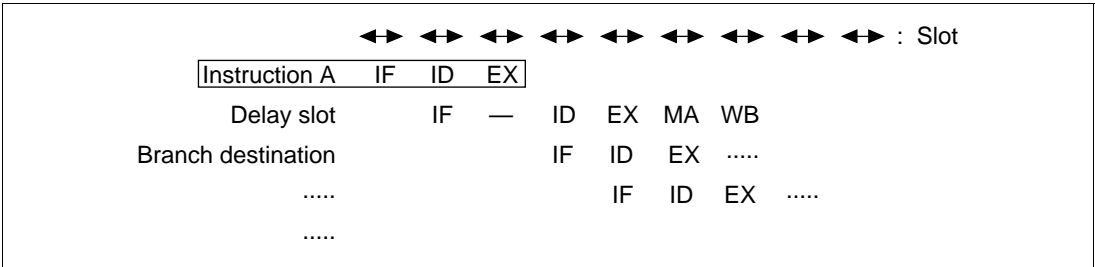 : Slot
Instruction A IF ID EX
Delay slot IF — ID EX MA WB
Branch destination IF ID EX .....
..... IF ID EX .....
.....